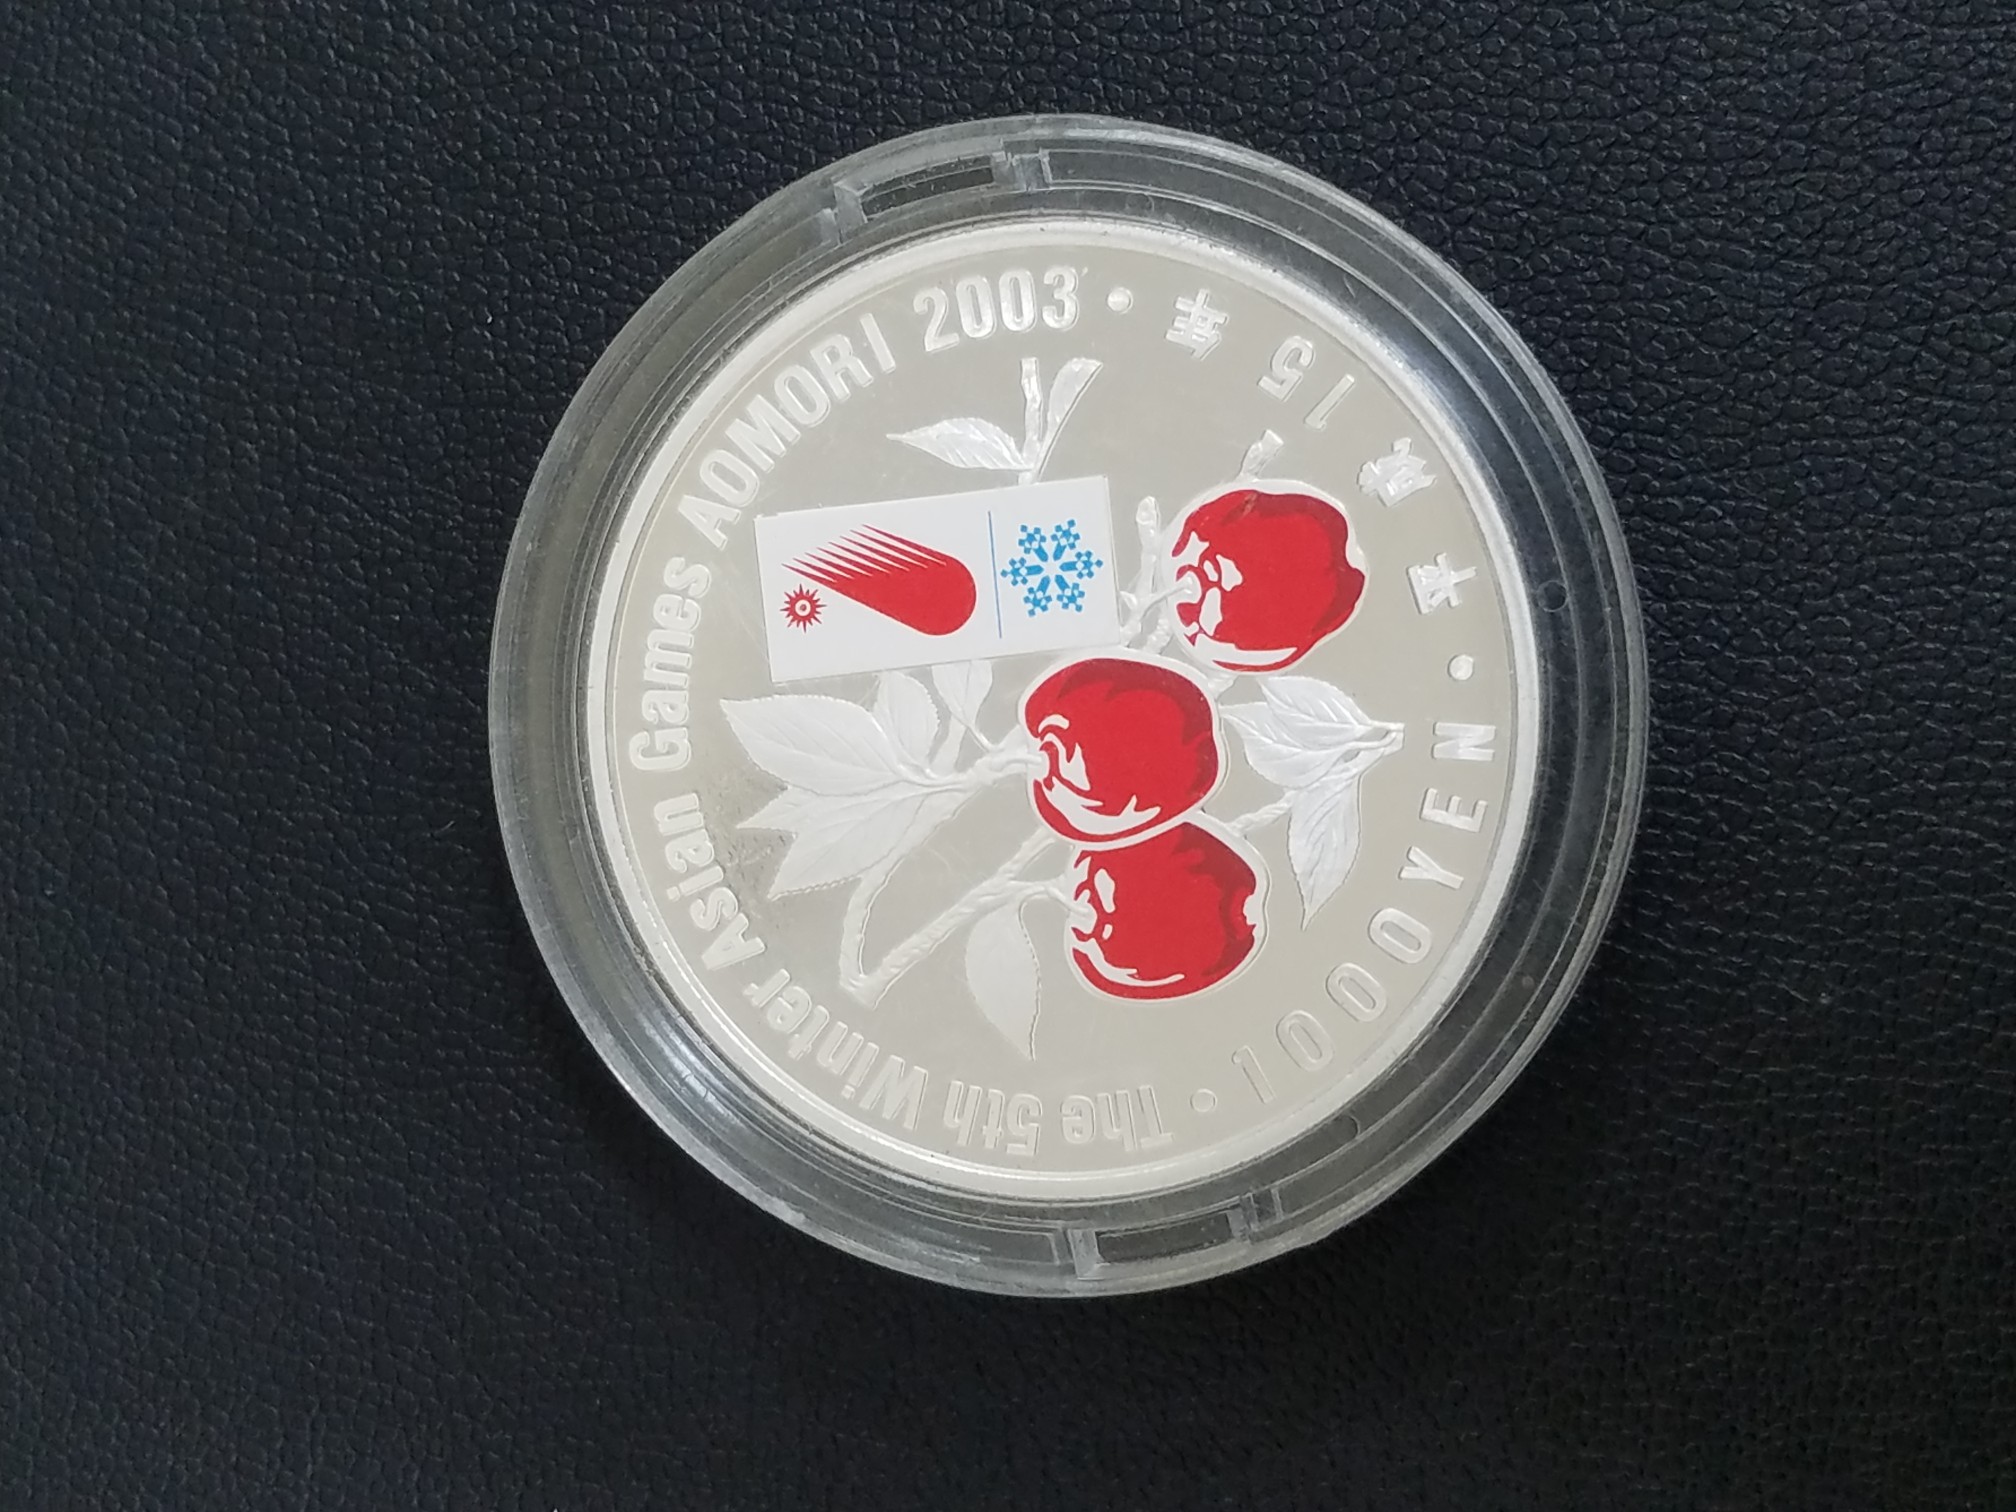 The 5th Winter Asian Games AOMORI 2003
平成15年
1000YEN